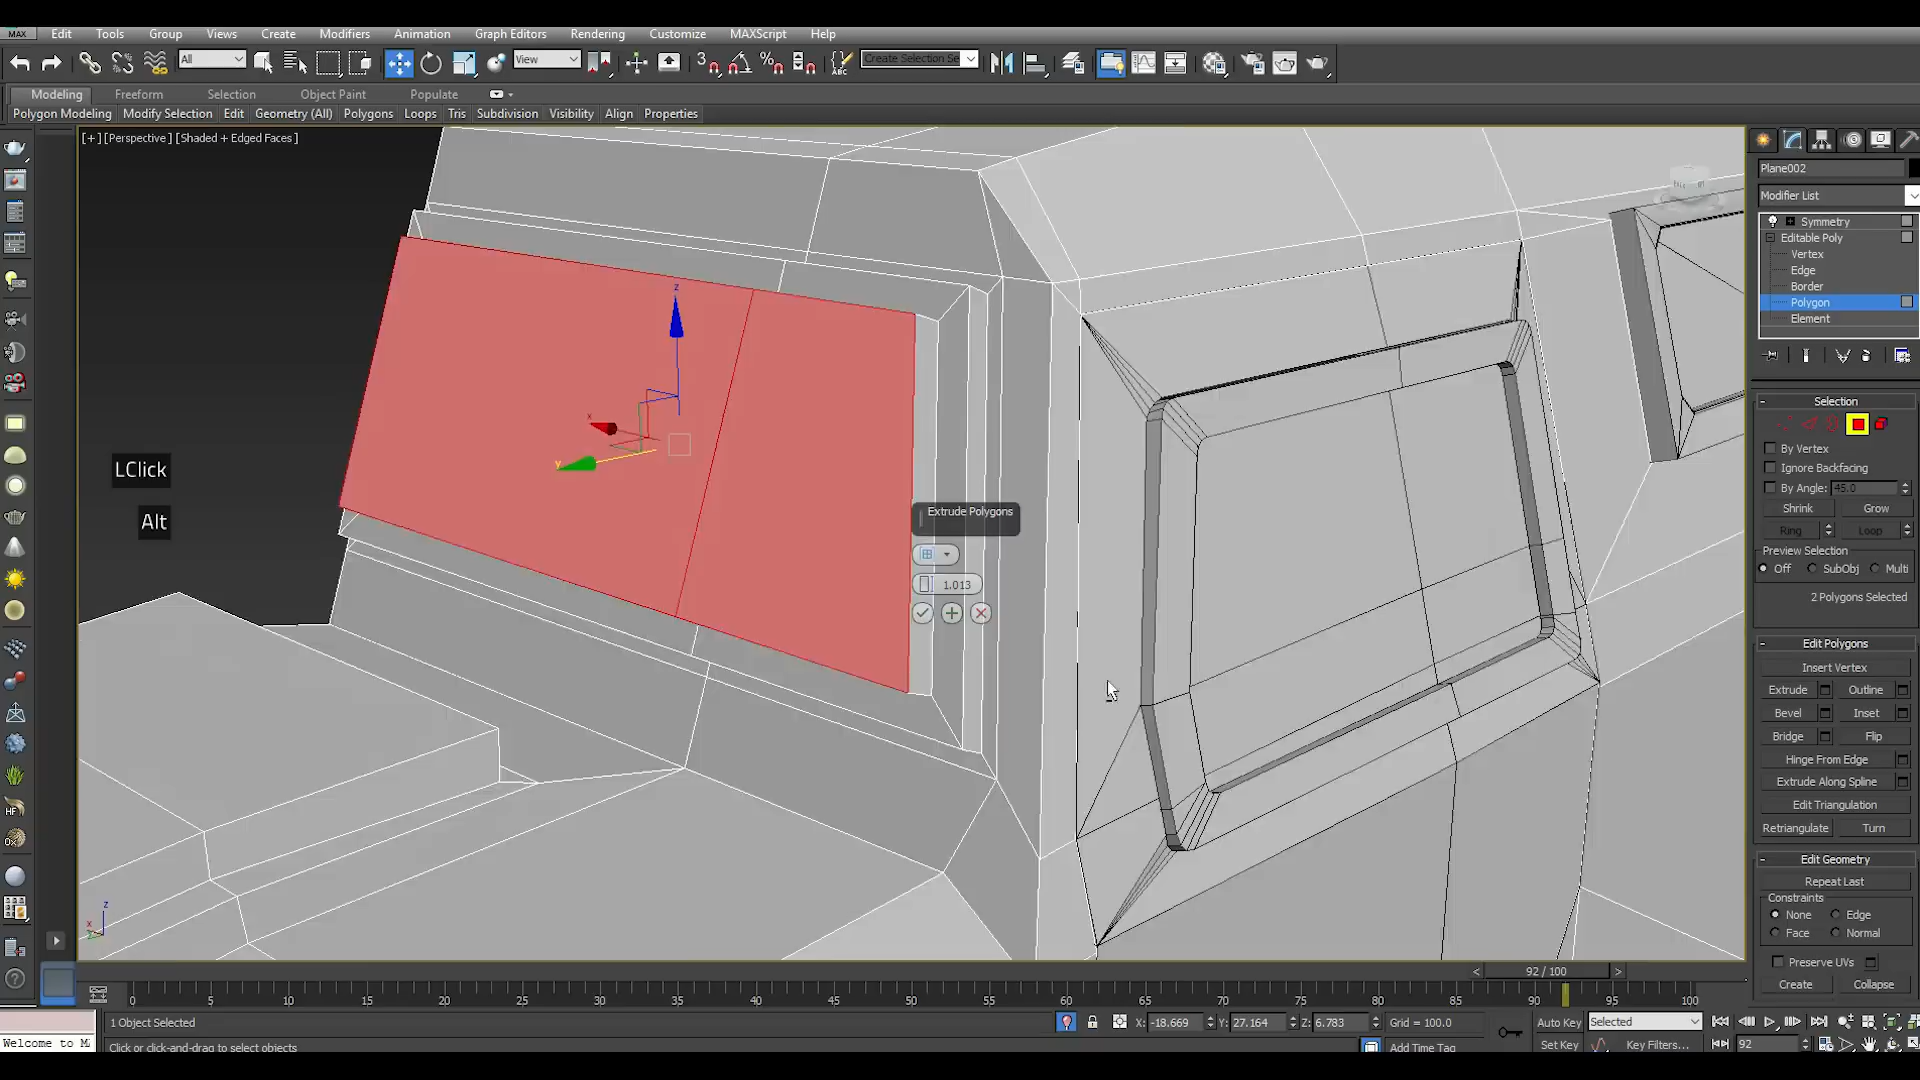 MAX Edit Tools Group Views Create Modifiers Animation Graph Editors Rendering Customize MAXScript Help
All View Create Selection Se
Modeling Freeform Selection Object Paint Populate
Polygon Modeling Modify Selection Edit Geometry (All) Polygons Loops Tris Subdivision Visibility Align Properties
[+] [Perspective] [Shaded + Edged Faces]
Plane002
Modifier List
Symmetry
Editable Poly
Vertex
Edge
Border
Polygon
Element
Selection
By Vertex
Ignore Backfacing
By Angle: 45.0
Shrink Grow
Ring Loop
Preview Selection
Off SubObj Multi
2 Polygons Selected
Edit Polygons
Insert Vertex
Extrude Outline
Bevel Inset
Bridge Flip
Hinge From Edge
Extrude Along Spline
Edit Triangulation
Retriangulate Turn
Edit Geometry
Repeat Last
Constraints
None Edge
Face Normal
Preserve UVs
Create Collapse
z
x
y
LClick
Alt
Extrude Polygons
1.013
z
x
HF
92 / 100
0 5 10 15 20 25 30 35 40 45 50 55 60 65 70 75 80 85 90 95 100
1 Object Selected X: -18.669 Y: 27.164 Z: 6.783 Grid = 100.0 Auto Key Selected
Welcome to Click or click-and-drag to select objects Add Time Tag Set Key Key Filters... 92